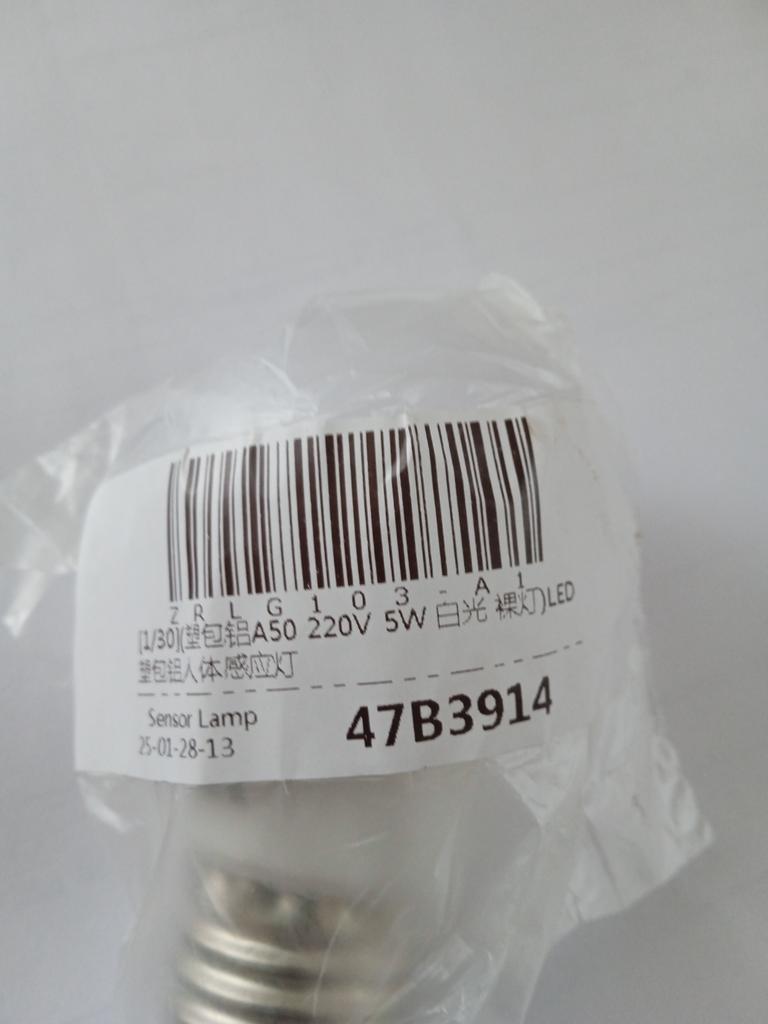 ZRLG103-A1
[1/30](塑包铝A50 220V 5W 白光 裸灯)LED
塑包铝人体感应灯
Sensor Lamp
47B3914
25-01-28-13